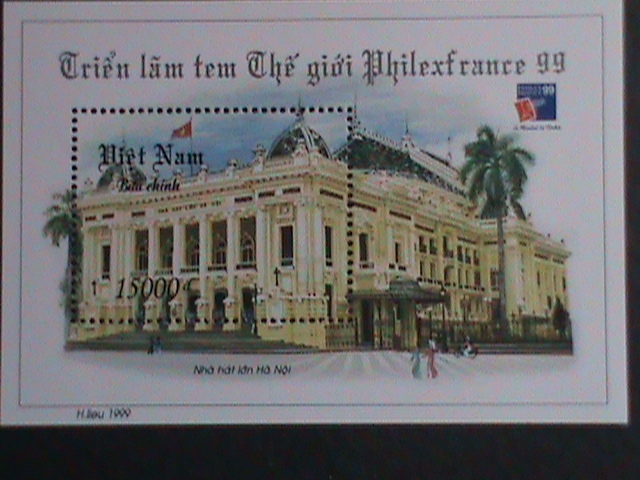 Triển lãm tem Thế giới Philexfrance 99
99
Việt Nam
Bưu chính
15000đ
Nhà hát lớn Hà Nội
H.lieu 1999